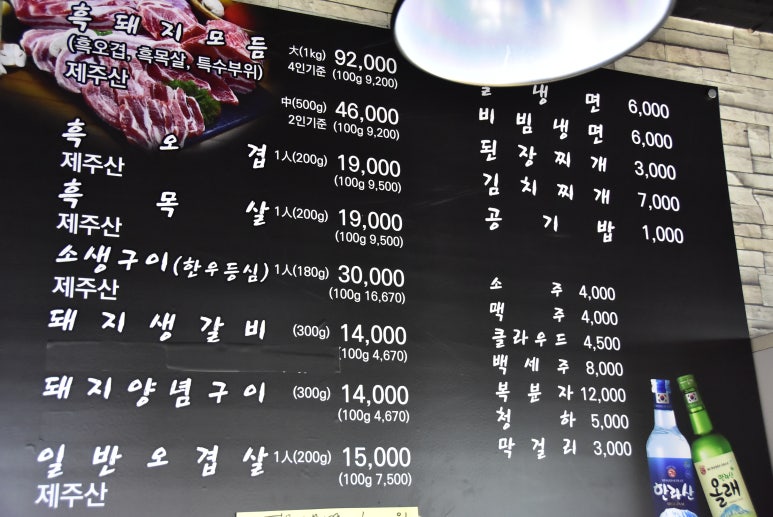 흑돼지모듬 大(1kg) 92,000
(흑오겹, 흑목살, 특수부위) 4인기준 (100g 9,200)
제주산
中(500g) 46,000
2인기준 (100g 9,200)
흑오겹 1人(200g) 19,000
제주산 (100g 9,500)
흑목살 1人(200g) 19,000
제주산 (100g 9,500)
소생구이(한우등심) 1人(180g) 30,000
제주산 (100g 16,670)
돼지생갈비 (300g) 14,000
(100g 4,670)
돼지양념구이 (300g) 14,000
(100g 4,670)
일반오겹살 1人(200g) 15,000
제주산 (100g 7,500)
냉면 6,000
비빔냉면 6,000
된장찌개 3,000
김치찌개 7,000
공기밥 1,000
소주 4,000
맥주 4,000
클라우드 4,500
백세주 8,000
복분자 12,000
청하 5,000
막걸리 3,000
한라산
올래